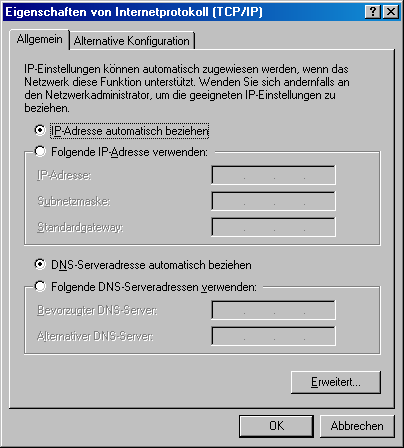 Eigenschaften von Internetprotokoll (TCP/IP)
Allgemein
Alternative Konfiguration
IP-Einstellungen können automatisch zugewiesen werden, wenn das
Netzwerk diese Funktion unterstützt. Wenden Sie sich andernfalls an
den Netzwerkadministrator, um die geeigneten IP-Einstellungen zu
beziehen.
IP-Adresse automatisch beziehen
Folgende IP-Adresse verwenden:
IP-Adresse:
Subnetzmaske:
Standardgateway:
DNS-Serveradresse automatisch beziehen
Folgende DNS-Serveradressen verwenden:
Bevorzugter DNS-Server:
Alternativer DNS-Server:
Erweitert...
OK
Abbrechen